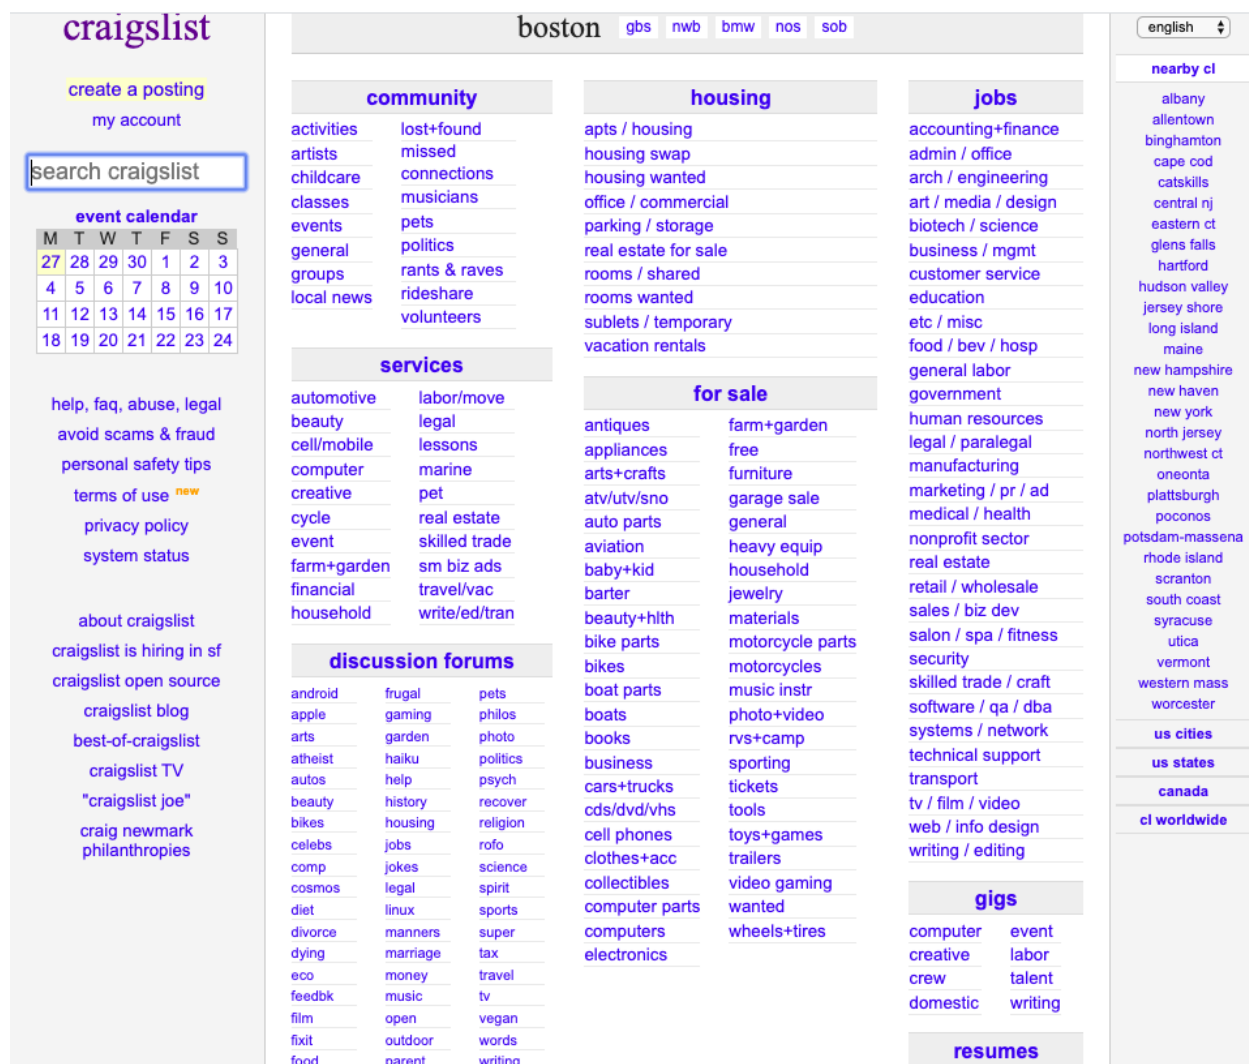 craigslist
create a posting
my account
search craigslist
event calendar
M T W T F S S
27 28 29 30 1 2 3
4 5 6 7 8 9 10
11 12 13 14 15 16 17
18 19 20 21 22 23 24
help, faq, abuse, legal
avoid scams & fraud
personal safety tips
terms of use new
privacy policy
system status
about craigslist
craigslist is hiring in sf
craigslist open source
craigslist blog
best-of-craigslist
craigslist TV
"craigslist joe"
craig newmark
philanthropies
boston gbs nwb bmw nos sob
community
activities
artists
childcare
classes
events
general
groups
local news
lost+found
missed
connections
musicians
pets
politics
rants & raves
rideshare
volunteers
services
automotive
beauty
cell/mobile
computer
creative
cycle
event
farm+garden
financial
household
labor/move
legal
lessons
marine
pet
real estate
skilled trade
sm biz ads
travel/vac
write/ed/tran
discussion forums
android
apple
arts
atheist
autos
beauty
bikes
celebs
comp
cosmos
diet
divorce
dying
eco
feedbk
film
fixit
food
frugal
gaming
garden
haiku
help
history
housing
jobs
jokes
legal
linux
manners
marriage
money
music
open
outdoor
parent
pets
philos
photo
politics
psych
recover
religion
rofo
science
spirit
sports
super
tax
travel
tv
vegan
words
writing
housing
apts / housing
housing swap
housing wanted
office / commercial
parking / storage
real estate for sale
rooms / shared
rooms wanted
sublets / temporary
vacation rentals
for sale
antiques
appliances
arts+crafts
atv/utv/sno
auto parts
aviation
baby+kid
barter
beauty+hlth
bike parts
bikes
boat parts
boats
books
business
cars+trucks
cds/dvd/vhs
cell phones
clothes+acc
collectibles
computer parts
computers
electronics
farm+garden
free
furniture
garage sale
general
heavy equip
household
jewelry
materials
motorcycle parts
motorcycles
music instr
photo+video
rvs+camp
sporting
tickets
tools
toys+games
trailers
video gaming
wanted
wheels+tires
jobs
accounting+finance
admin / office
arch / engineering
art / media / design
biotech / science
business / mgmt
customer service
education
etc / misc
food / bev / hosp
general labor
government
human resources
legal / paralegal
manufacturing
marketing / pr / ad
medical / health
nonprofit sector
real estate
retail / wholesale
sales / biz dev
salon / spa / fitness
security
skilled trade / craft
software / qa / dba
systems / network
technical support
transport
tv / film / video
web / info design
writing / editing
gigs
computer
creative
crew
domestic
event
labor
talent
writing
resumes
english
nearby cl
albany
allentown
binghamton
cape cod
catskills
central nj
eastern ct
glens falls
hartford
hudson valley
jersey shore
long island
maine
new hampshire
new haven
new york
north jersey
northwest ct
oneonta
plattsburgh
poconos
potsdam-massena
rhode island
scranton
south coast
syracuse
utica
vermont
western mass
worcester
us cities
us states
canada
cl worldwide